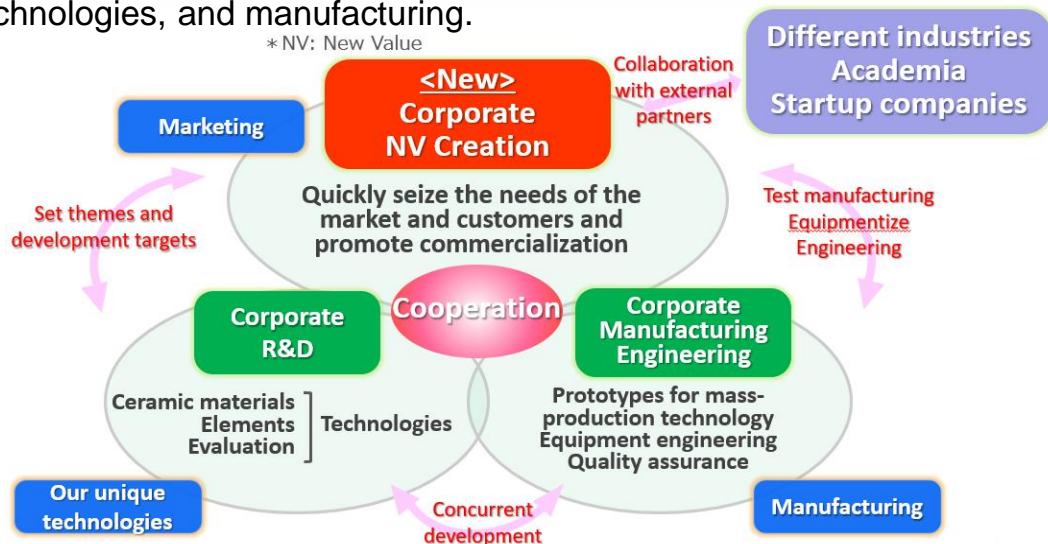 chnologies, and manufacturing.
* NV: New Value
Different industries
Academia
Startup companies
Collaboration
with external
partners
<New>
Corporate
NV Creation
Marketing
Quickly seize the needs of the
market and customers and
promote commercialization
Set themes and
development targets
Test manufacturing
Equipmentize
Engineering
Cooperation
Corporate
R&D
Corporate
Manufacturing
Engineering
Ceramic materials
Elements
Evaluation
Technologies
Prototypes for mass-
production technology
Equipment engineering
Quality assurance
Our unique
technologies
Concurrent
development
Manufacturing